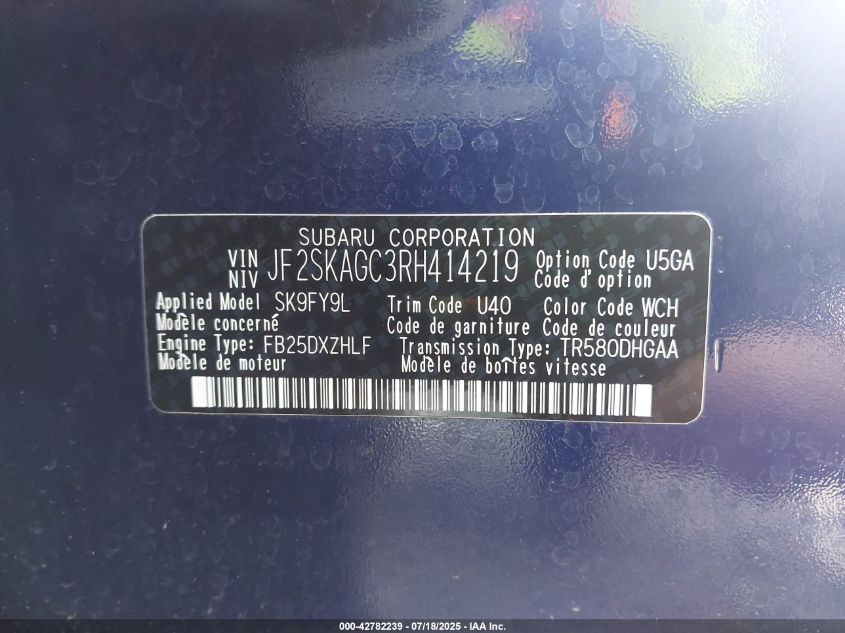 SUBARU CORPORATION
VIN NIV JF2SKAGC3RH414219 Option Code U5GA
Code d'option
Applied Model SK9FY9L Trim Code U40 Color Code WCH
Modèle concerné Code de garniture Code de couleur
Engine Type: FB25DXZHLF Transmission Type: TR580DHGAA
Modèle de moteur Modèle de boîtes vitesse
000-42782239 - 07/18/2025 - IAA Inc.